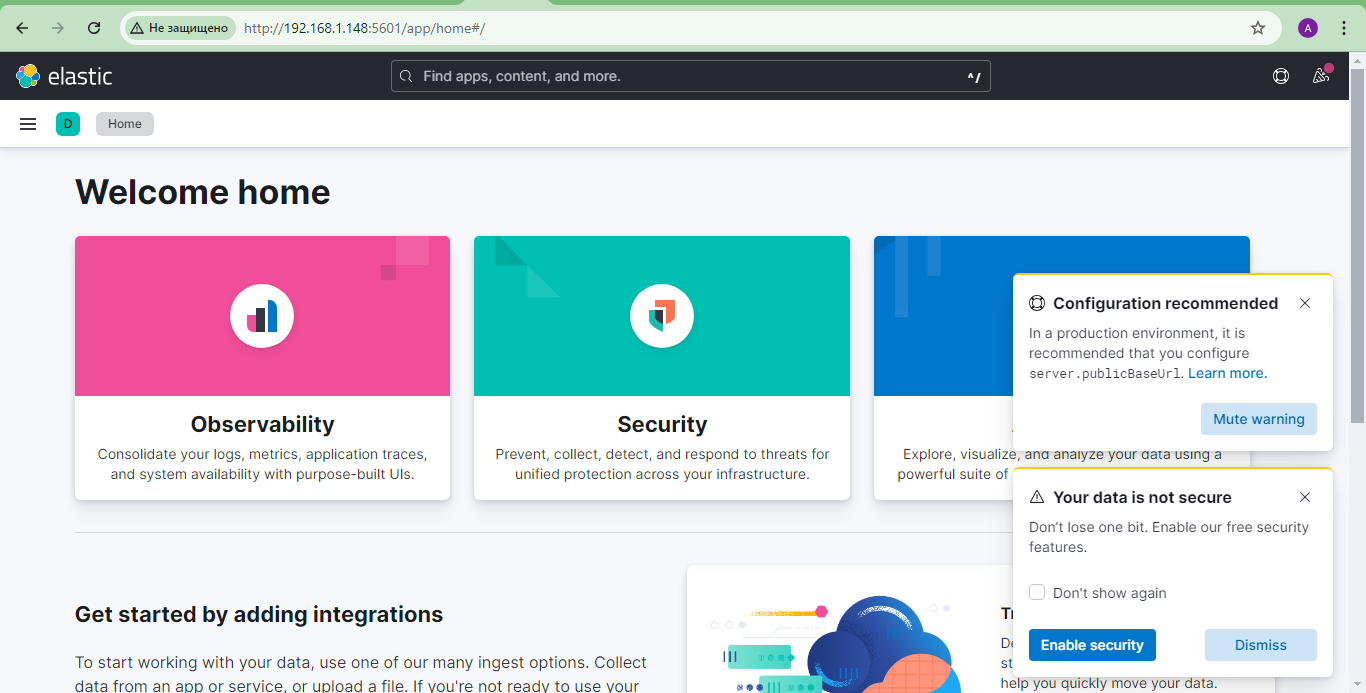 Не защищено
http://192.168.1.148:5601/app/home#/
A
elastic
Find apps, content, and more.
^/
D
Home
Welcome home
Observability
Consolidate your logs, metrics, application traces,
and system availability with purpose-built UIs.
Security
Prevent, collect, detect, and respond to threats for
unified protection across your infrastructure.
Explore, visualize, and analyze your data using a
powerful suite of
Configuration recommended
In a production environment, it is
recommended that you configure
server.publicBaseUrl. Learn more.
Mute warning
Your data is not secure
Don't lose one bit. Enable our free security
features.
Don't show again
Enable security
Dismiss
Get started by adding integrations
To start working with your data, use one of our many ingest options. Collect
data from an app or service, or upload a file. If you're not ready to use your
help you quickly move your data.